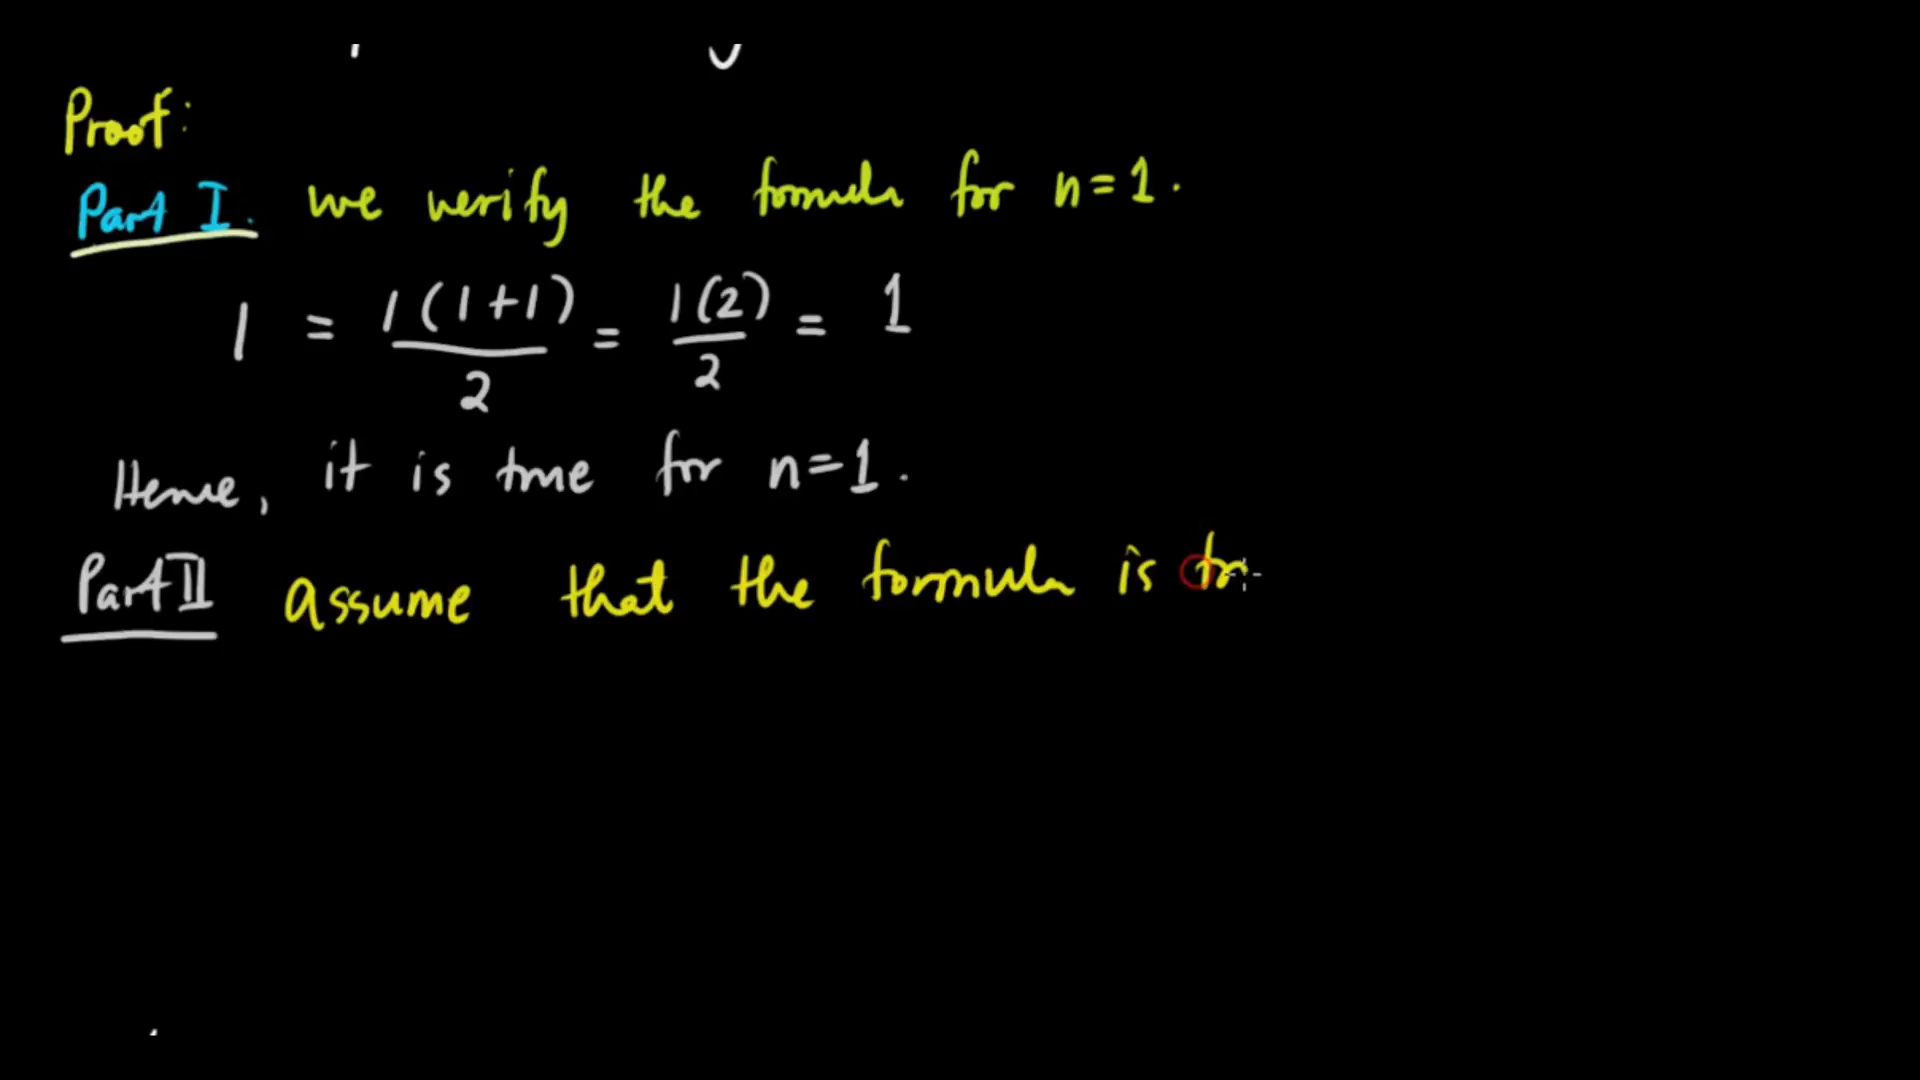 Proof:
Part I. we verify the formula for n=1.
1 = 1(1+1)/2 = 1(2)/2 = 1
Hence, it is true for n=1.
Part II assume that the formula is tr